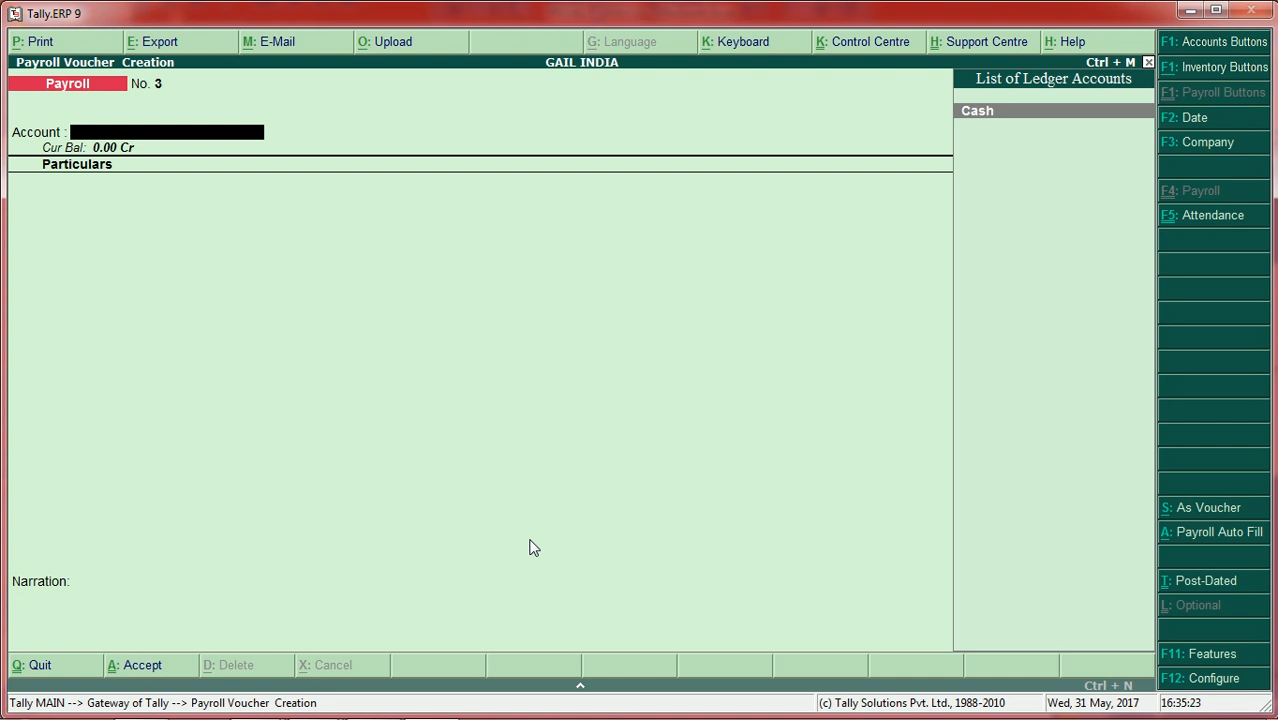 Tally.ERP 9
P: Print E: Export M: E-Mail O: Upload G: Language K: Keyboard K: Control Centre H: Support Centre H: Help
Payroll Voucher Creation GAIL INDIA Ctrl + M
Payroll No. 3
Account :
Cur Bal: 0.00 Cr
Particulars
Narration:
List of Ledger Accounts
Cash
F1: Accounts Buttons
F1: Inventory Buttons
F1: Payroll Buttons
F2: Date
F3: Company
F4: Payroll
F5: Attendance
S: As Voucher
A: Payroll Auto Fill
T: Post-Dated
L: Optional
F11: Features
F12: Configure
Q: Quit A: Accept D: Delete X: Cancel
Ctrl + N
Tally MAIN --> Gateway of Tally --> Payroll Voucher Creation (c) Tally Solutions Pvt. Ltd., 1988-2010 Wed, 31 May, 2017 16:35:23